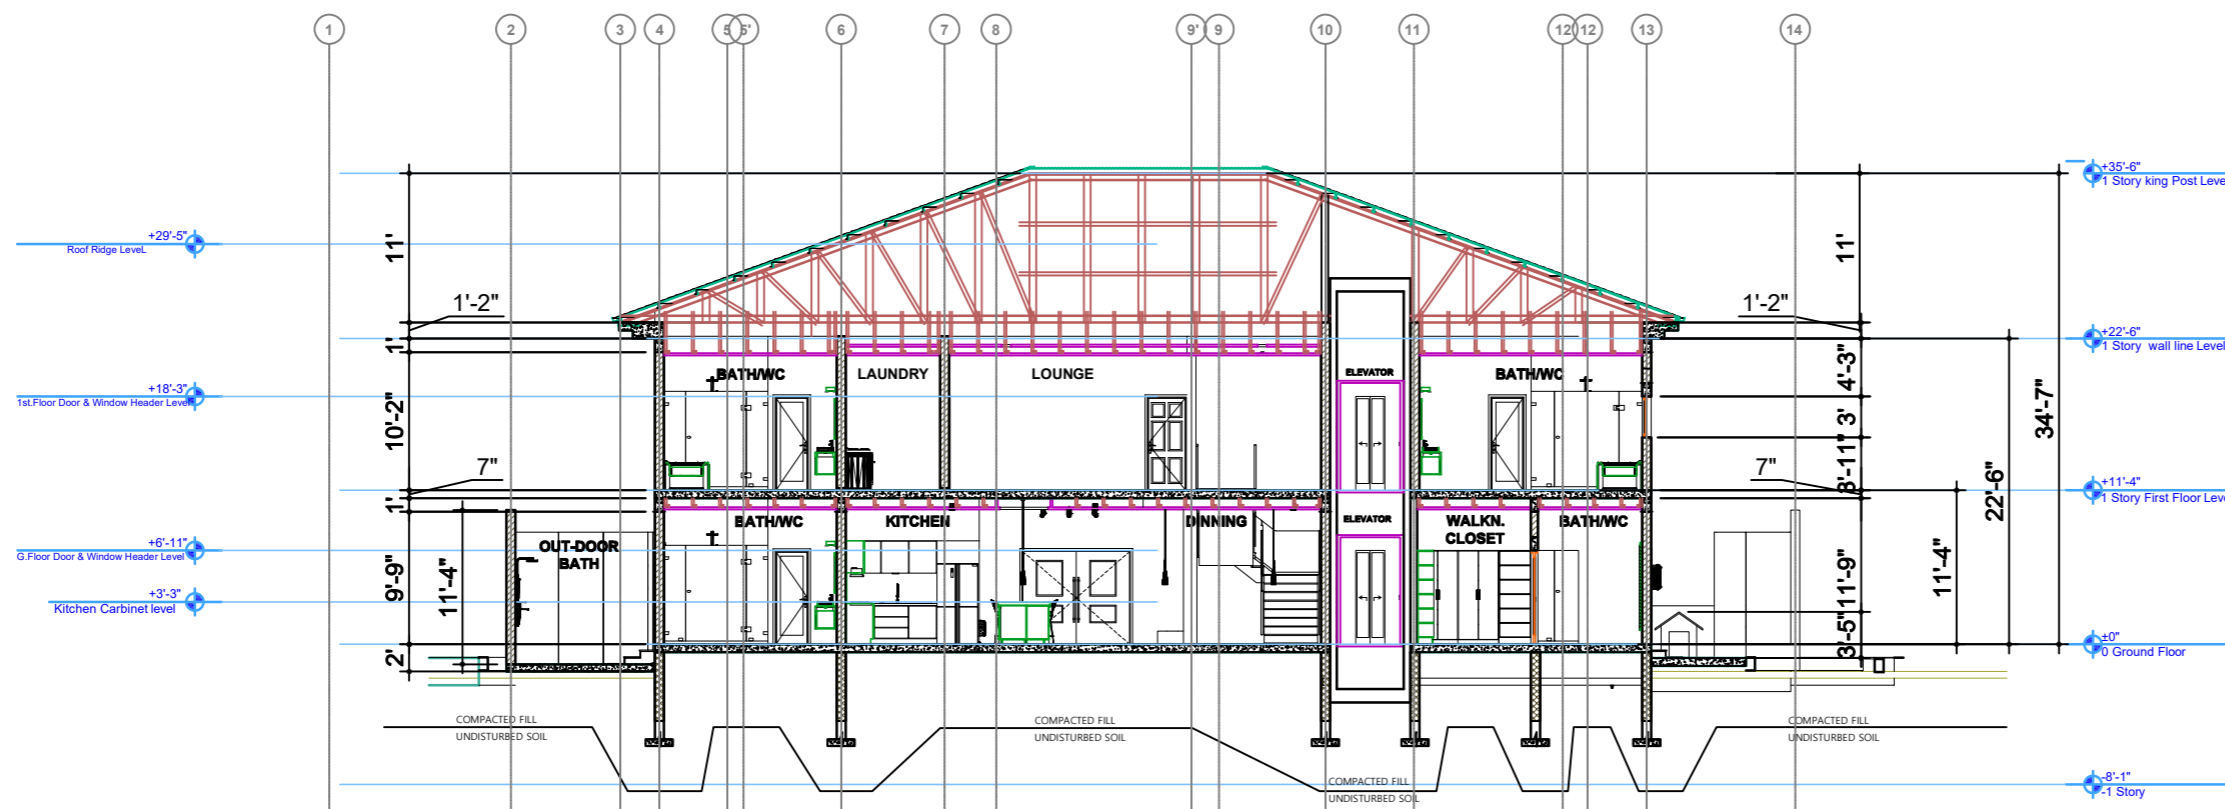 1 2 3 4 5 5' 6 7 8 9' 9 10 11 12 12 13 14
+35'-6"
1 Story king Post Leve
+29'-5"
Roof Ridge LeveL
11'
11'
1'-2"
1'-2"
+22'-6"
1 Story wall line Level
1'
4'-3"
34'-7"
BATH/WC LAUNDRY LOUNGE ELEVATOR BATH/WC
+18'-3"
1st.Floor Door & Window Header Level
10'-2"
3'
3'-11"
7"
7"
22'-6"
+11'-4"
1 Story First Floor Leve
1'
BATH/WC KITCHEN DINNING ELEVATOR WALKN. CLOSET BATH/WC
OUT-DOOR
BATH
+6'-11"
G.Floor Door & Window Header Level
9'-9"
11'-4"
11'-9"
11'-4"
+3'-3"
Kitchen Carbinet level
3'-5"
2'
±0"
0 Ground Floor
COMPACTED FILL
UNDISTURBED SOIL
COMPACTED FILL
UNDISTURBED SOIL
COMPACTED FILL
UNDISTURBED SOIL
COMPACTED FILL
UNDISTURBED SOIL
-8'-1"
-1 Story